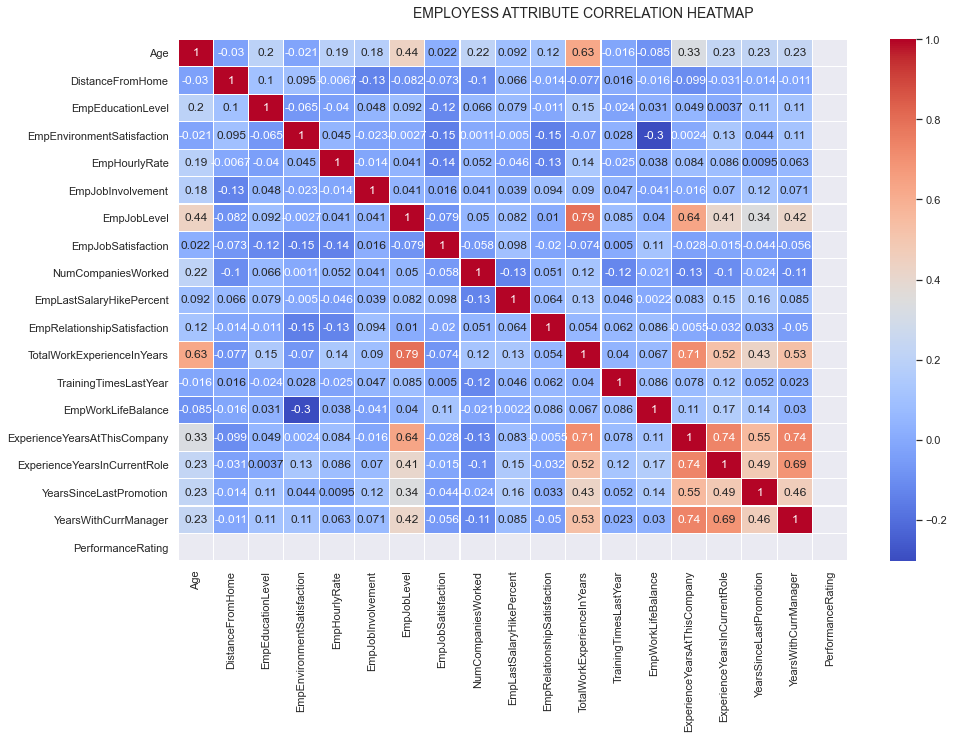 EMPLOYESS ATTRIBUTE CORRELATION HEATMAP
Age 1 -0.03 0.2 -0.021 0.19 0.18 0.44 0.022 0.22 0.092 0.12 0.63 -0.016 -0.085 0.33 0.23 0.23 0.23
DistanceFromHome -0.03 1 0.1 0.095 -0.0067 -0.13 -0.082 -0.073 -0.1 0.066 -0.014 -0.077 0.016 -0.016 -0.099 -0.031 -0.014 -0.011
EmpEducationLevel 0.2 0.1 1 -0.065 -0.04 0.048 0.092 -0.12 0.066 0.079 -0.011 0.15 -0.024 0.031 0.049 0.0037 0.11 0.11
EmpEnvironmentSatisfaction -0.021 0.095 -0.065 1 0.045 -0.023 -0.0027 -0.15 0.0011 -0.005 -0.15 -0.07 0.028 -0.3 0.0024 0.13 0.044 0.11
EmpHourlyRate 0.19 -0.0067 -0.04 0.045 1 -0.014 0.041 -0.14 0.052 -0.046 -0.13 0.14 -0.025 0.038 0.084 0.086 0.0095 0.063
EmpJobInvolvement 0.18 -0.13 0.048 -0.023 -0.014 1 0.041 0.016 0.041 0.039 0.094 0.09 0.047 -0.041 -0.016 0.07 0.12 0.071
EmpJobLevel 0.44 -0.082 0.092 -0.0027 0.041 0.041 1 -0.079 0.05 0.082 0.01 0.79 0.085 0.04 0.64 0.41 0.34 0.42
EmpJobSatisfaction 0.022 -0.073 -0.12 -0.15 -0.14 0.016 -0.079 1 -0.058 0.098 -0.02 -0.074 0.005 0.11 -0.028 -0.015 -0.044 -0.056
NumCompaniesWorked 0.22 -0.1 0.066 0.0011 0.052 0.041 0.05 -0.058 1 -0.13 0.051 0.12 -0.12 -0.021 -0.13 -0.1 -0.024 -0.11
EmpLastSalaryHikePercent 0.092 0.066 0.079 -0.005 -0.046 0.039 0.082 0.098 -0.13 1 0.064 0.13 0.046 0.0022 0.083 0.15 0.16 0.085
EmpRelationshipSatisfaction 0.12 -0.014 -0.011 -0.15 -0.13 0.094 0.01 -0.02 0.051 0.064 1 0.054 0.062 0.086 -0.0055 -0.032 0.033 -0.05
TotalWorkExperienceInYears 0.63 -0.077 0.15 -0.07 0.14 0.09 0.79 -0.074 0.12 0.13 0.054 1 0.04 0.067 0.71 0.52 0.43 0.53
TrainingTimesLastYear -0.016 0.016 -0.024 0.028 -0.025 0.047 0.085 0.005 -0.12 0.046 0.062 0.04 1 0.086 0.078 0.12 0.052 0.023
EmpWorkLifeBalance -0.085 -0.016 0.031 -0.3 0.038 -0.041 0.04 0.11 -0.021 0.0022 0.086 0.067 0.086 1 0.11 0.17 0.14 0.03
ExperienceYearsAtThisCompany 0.33 -0.099 0.049 0.0024 0.084 -0.016 0.64 -0.028 -0.13 0.083 -0.0055 0.71 0.078 0.11 1 0.74 0.55 0.74
ExperienceYearsInCurrentRole 0.23 -0.031 0.0037 0.13 0.086 0.07 0.41 -0.015 -0.1 0.15 -0.032 0.52 0.12 0.17 0.74 1 0.49 0.69
YearsSinceLastPromotion 0.23 -0.014 0.11 0.044 0.0095 0.12 0.34 -0.044 -0.024 0.16 0.033 0.43 0.052 0.14 0.55 0.49 1 0.46
YearsWithCurrManager 0.23 -0.011 0.11 0.11 0.063 0.071 0.42 -0.056 -0.11 0.085 -0.05 0.53 0.023 0.03 0.74 0.69 0.46 1
PerformanceRating
Age
DistanceFromHome
EmpEducationLevel
EmpEnvironmentSatisfaction
EmpHourlyRate
EmpJobInvolvement
EmpJobLevel
EmpJobSatisfaction
NumCompaniesWorked
EmpLastSalaryHikePercent
EmpRelationshipSatisfaction
TotalWorkExperienceInYears
TrainingTimesLastYear
EmpWorkLifeBalance
ExperienceYearsAtThisCompany
ExperienceYearsInCurrentRole
YearsSinceLastPromotion
YearsWithCurrManager
PerformanceRating
1.0
0.8
0.6
0.4
0.2
0.0
−0.2